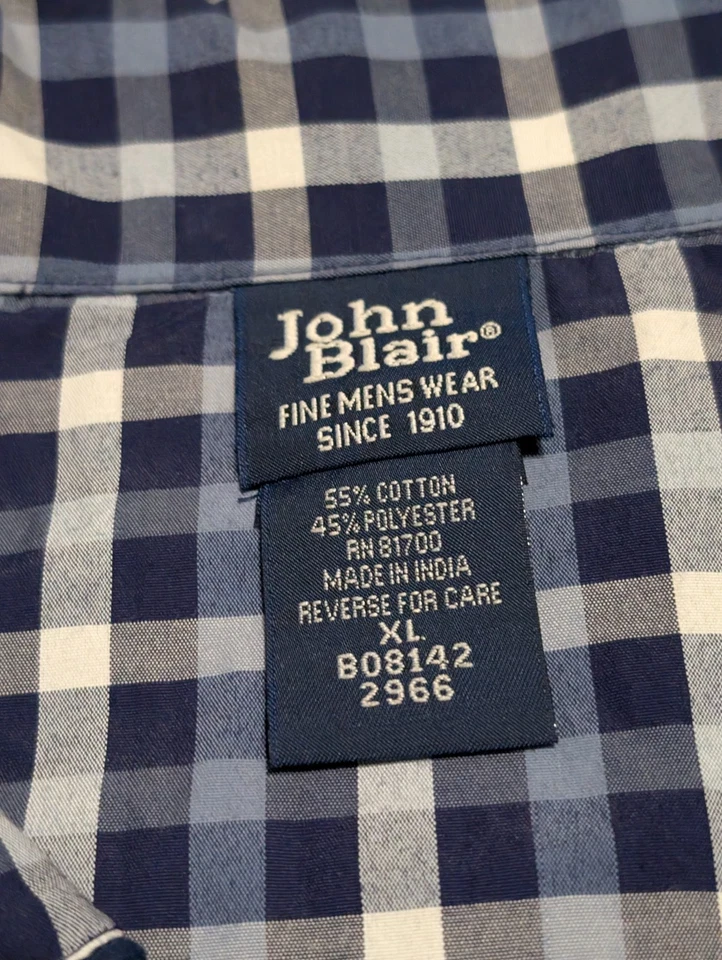 John
Blair®
FINE MENS WEAR
SINCE 1910
55% COTTON
45% POLYESTER
RN 81700
MADE IN INDIA
REVERSE FOR CARE
XL
B08142
2966